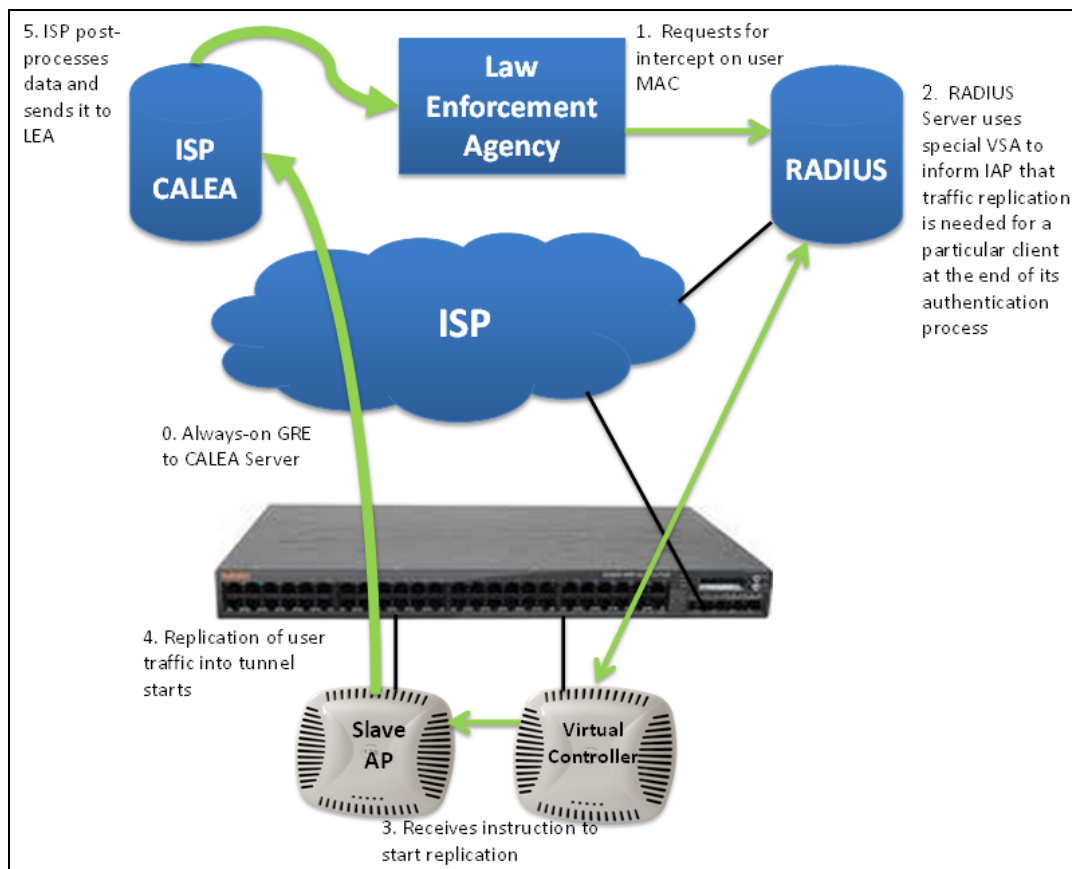 5. ISP post-
processes
data and
sends it to
LEA
ISP
CALEA
Law
Enforcement
Agency
1. Requests for
intercept on user
MAC
RADIUS
2. RADIUS
Server uses
special VSA to
inform IAP that
traffic replication
is needed for a
particular client
at the end of its
authentication
process
ISP
0. Always-on GRE
to CALEA Server
4. Replication of user
traffic into tunnel
starts
Slave
AP
Virtual
Controller
3. Receives instruction to
start replication